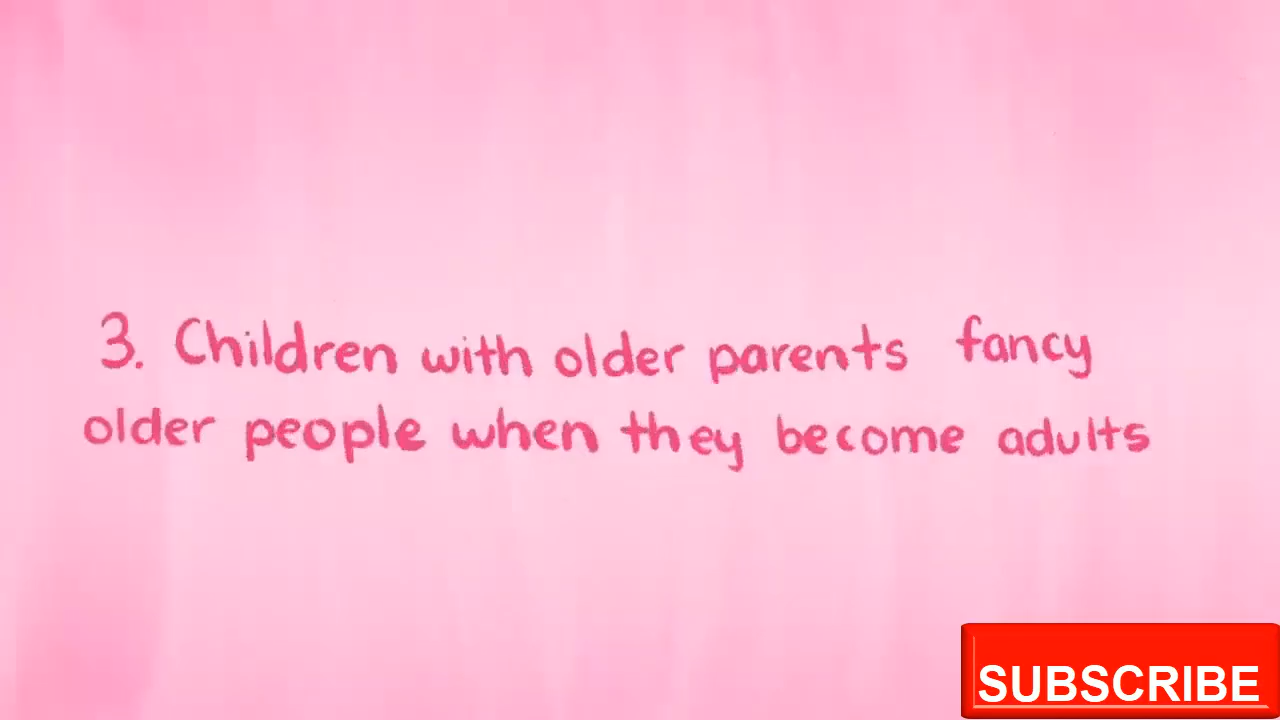 3. Children with older parents fancy
older people when they become adults
SUBSCRIBE